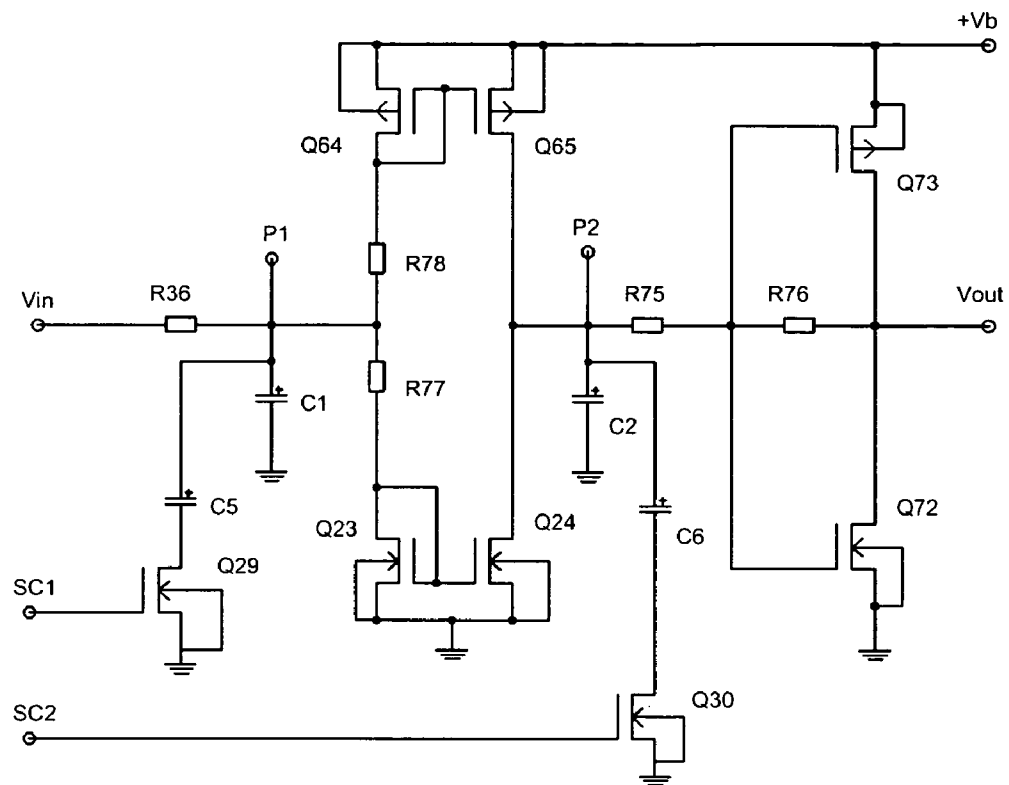 +Vb
Q64
Q65
Q73
P1
P2
R78
Vin
R36
R75
R76
Vout
R77
C1
C2
C5
Q23
Q24
C6
Q72
Q29
SC1
Q30
SC2